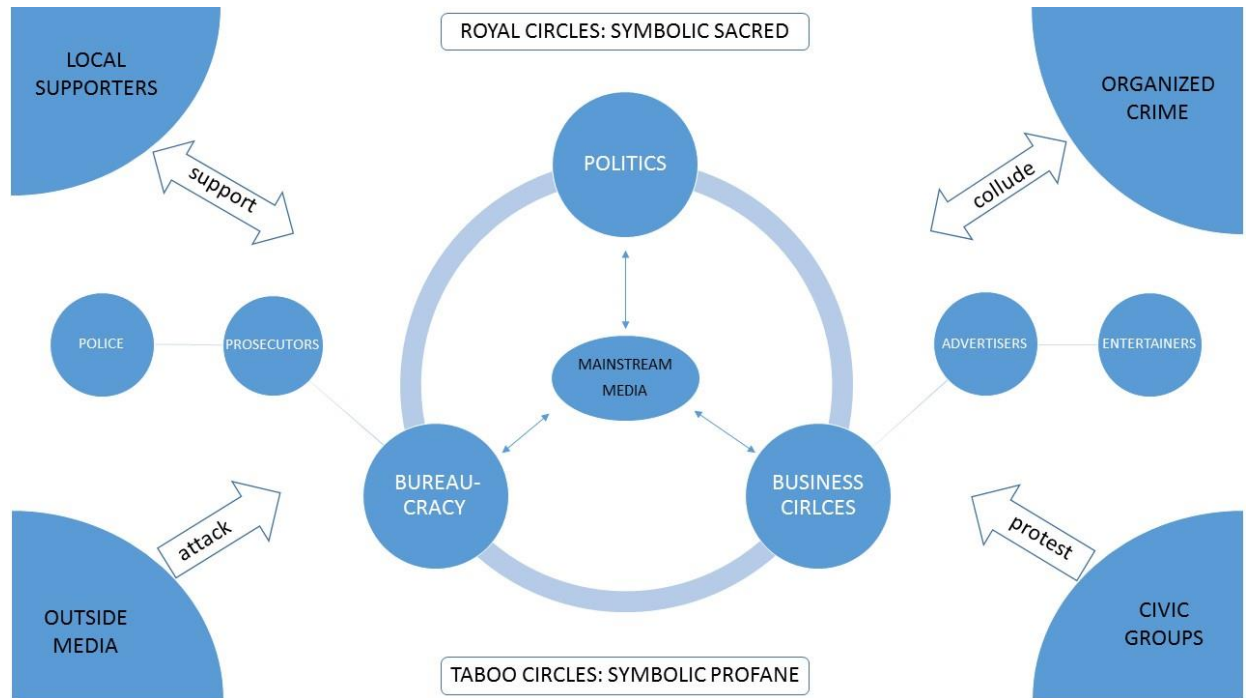 ROYAL CIRCLES: SYMBOLIC SACRED
LOCAL
SUPPORTERS
ORGANIZED
CRIME
support
POLITICS
collude
POLICE
PROSECUTORS
MAINSTREAM
MEDIA
ADVERTISERS
ENTERTAINERS
BUREAU-
CRACY
BUSINESS
CIRLCES
attack
protest
OUTSIDE
MEDIA
CIVIC
GROUPS
TABOO CIRCLES: SYMBOLIC PROFANE